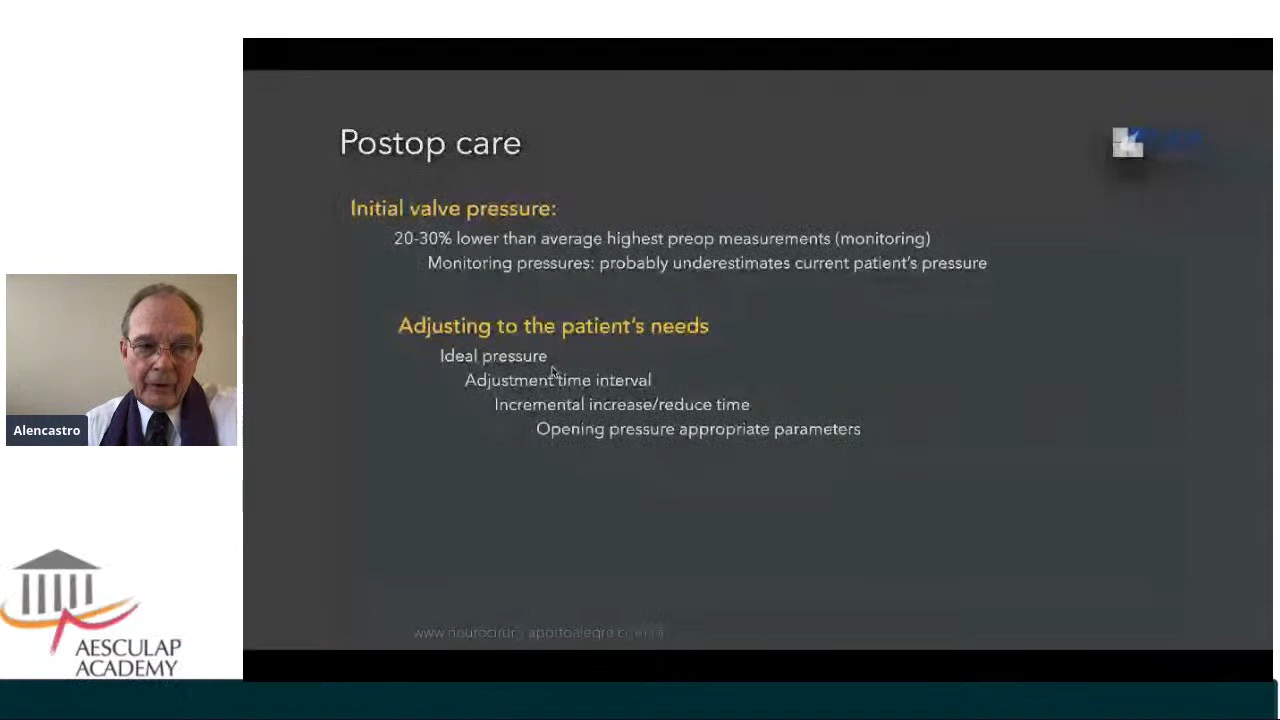 Postop care
Initial valve pressure:
20-30% lower than average highest preop measurements (monitoring)
Monitoring pressures: probably underestimates current patient's pressure
Adjusting to the patient's needs
Ideal pressure
Adjustment time interval
Incremental increase/reduce time
Opening pressure appropriate parameters
Alencastro
AESCULAP
ACADEMY